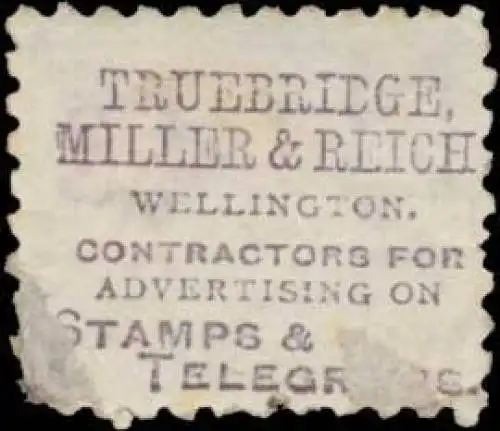 TRUEBRIDGE,
MILLER & REICH
WELLINGTON.
CONTRACTORS FOR
ADVERTISING ON
STAMPS &